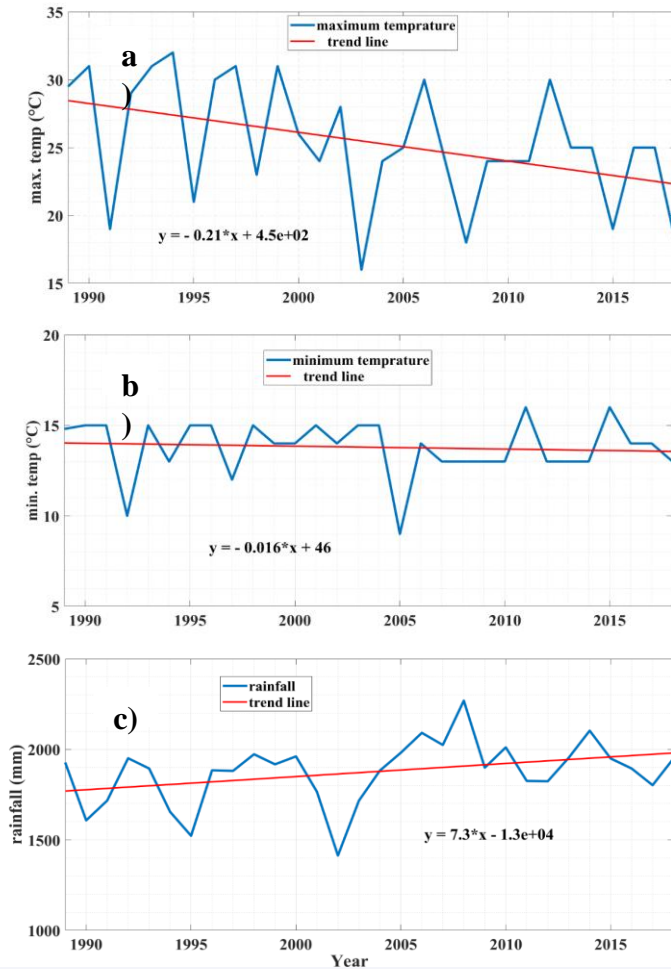 maximum temprature
trend line
a
)
35
30
25
20
15
max. temp (°C)
y = - 0.21*x + 4.5e+02
1990 1995 2000 2005 2010 2015
minimum temprature
trend line
b
)
20
15
10
5
min. temp (°C)
y = - 0.016*x + 46
1990 1995 2000 2005 2010 2015
rainfall
trend line
c)
2500
2000
1500
1000
rainfall (mm)
y = 7.3*x - 1.3e+04
1990 1995 2000 2005 2010 2015
Year